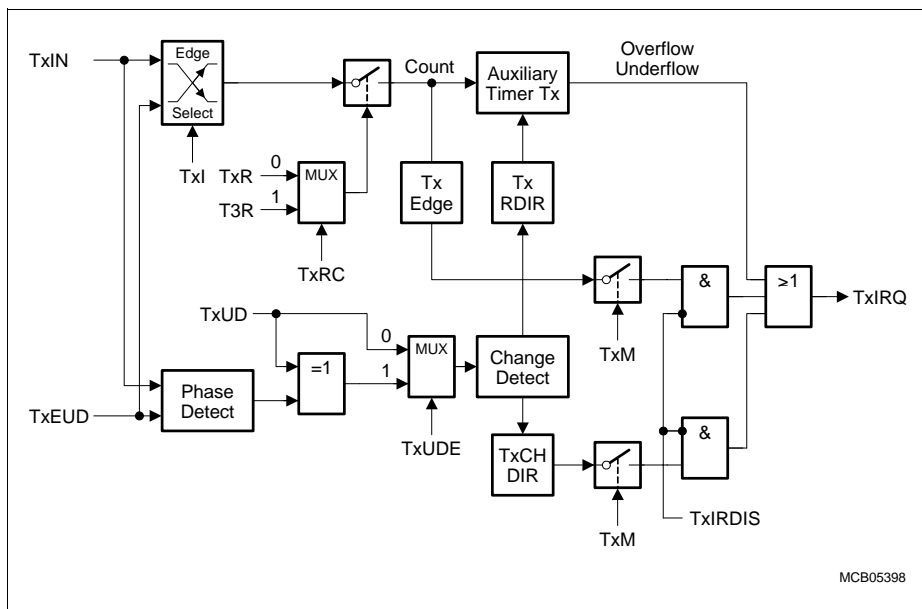 TxIN
Edge
Select
TxI
Count
Auxiliary
Timer Tx
Overflow
Underflow
TxR
0
T3R
1
MUX
TxRC
Tx
Edge
Tx
RDIR
TxM
&
≥1
TxIRQ
TxUD
0
1
=1
MUX
TxUDE
Change
Detect
TxEUD
Phase
Detect
TxCH
DIR
TxM
&
TxIRDIS
MCB05398